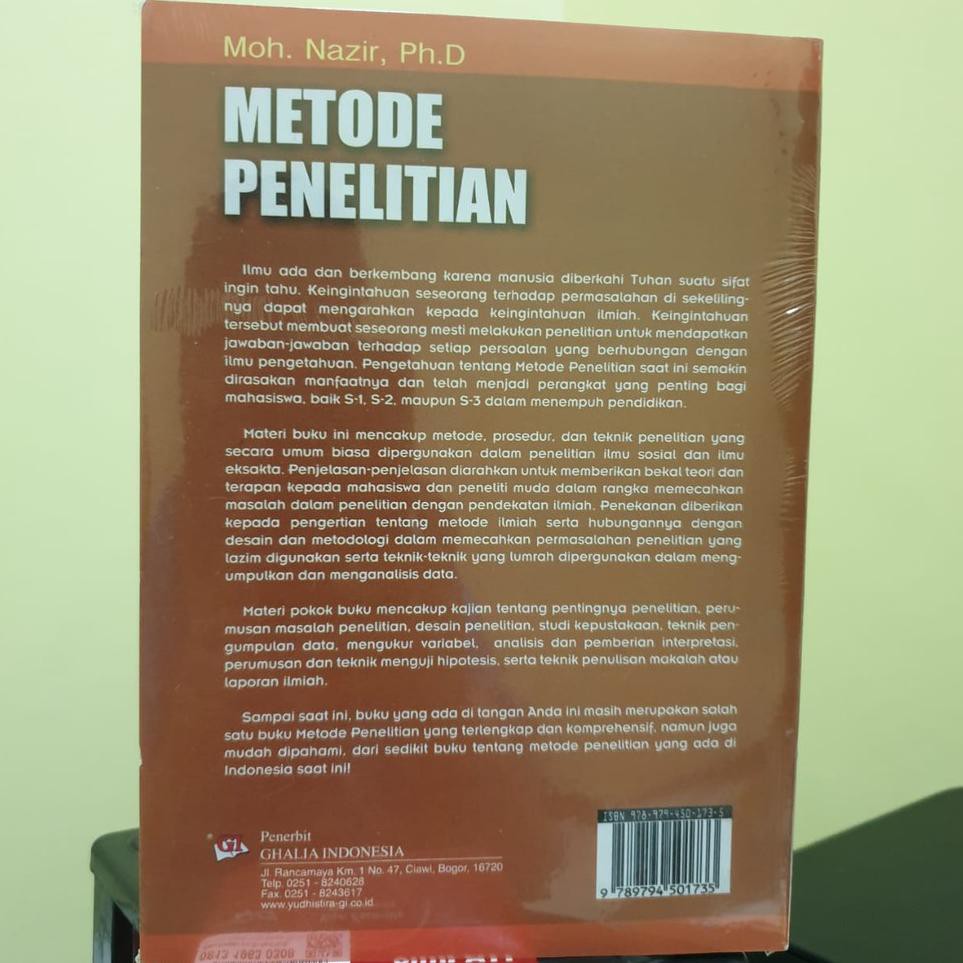 Moh. Nazir, Ph.D
METODE
PENELITIAN
Ilmu ada dan berkembang karena manusia diberkahi Tuhan suatu sifat
ingin tahu. Keingintahuan seseorang terhadap permasalahan di sekeliling-
nya dapat mengarahkan kepada keingintahuan ilmiah. Keingintahuan
tersebut membuat seseorang mesti melakukan penelitian untuk mendapatkan
jawaban-jawaban terhadap setiap persoalan yang berhubungan dengan
ilmu pengetahuan. Pengetahuan tentang Metode Penelitian saat ini semakin
dirasakan manfaatnya dan telah menjadi perangkat yang penting bagi
mahasiswa, baik S-1, S-2, maupun S-3 dalam menempuh pendidikan.
Materi buku ini mencakup metode, prosedur, dan teknik penelitian yang
secara umum biasa dipergunakan dalam penelitian ilmu sosial dan ilmu
eksakta. Penjelasan-penjelasan diarahkan untuk memberikan bekal teori dan
terapan kepada mahasiswa dan peneliti muda dalam rangka memecahkan
masalah dalam penelitian dengan pendekatan ilmiah. Penekanan diberikan
kepada pengertian tentang metode ilmiah serta hubungannya dengan
desain dan metodologi dalam memecahkan permasalahan penelitian yang
lazim digunakan serta teknik-teknik yang lumrah dipergunakan dalam meng-
umpulkan dan menganalisis data.
Materi pokok buku mencakup kajian tentang pentingnya penelitian, peru-
musan masalah penelitian, desain penelitian, studi kepustakaan, teknik pen-
gumpulan data, mengukur variabel, analisis dan pemberian interpretasi,
perumusan dan teknik menguji hipotesis, serta teknik penulisan makalah atau
laporan ilmiah.
Sampai saat ini, buku yang ada di tangan Anda ini masih merupakan salah
satu buku Metode Penelitian yang terlengkap dan komprehensif, namun juga
mudah dipahami, dari sedikit buku tentang metode penelitian yang ada di
Indonesia saat ini!
GI
Penerbit
GHALIA INDONESIA
Jl. Rancamaya Km. 1 No. 47, Ciawi, Bogor, 16720
Telp. 0251 - 8240628
Fax. 0251 - 8243617
www.yudhistira-gi.co.id
ISBN 978-979-450-173-5
9 789794 501735